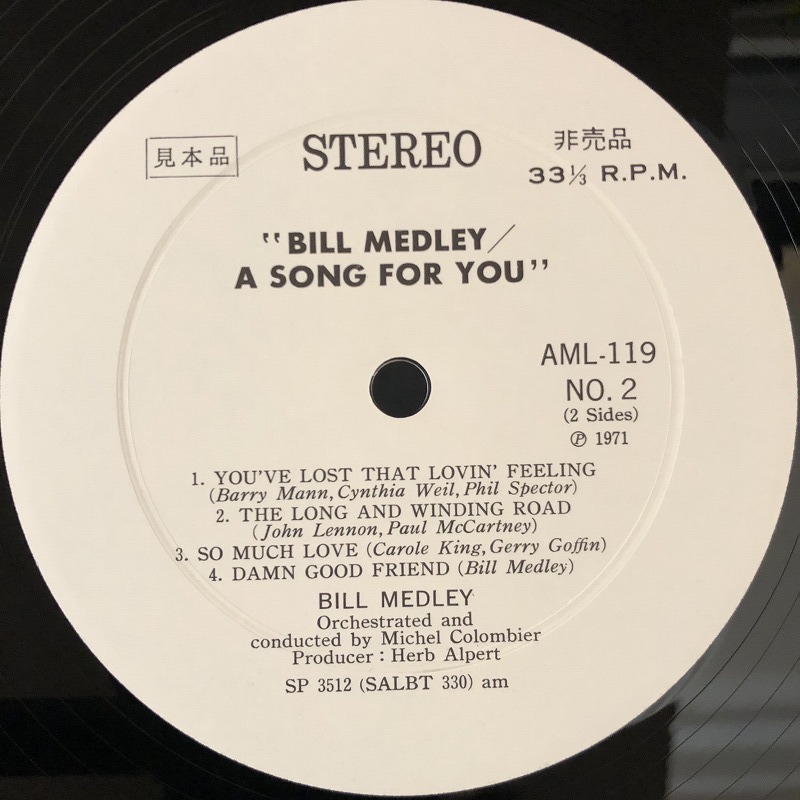 見本品
STEREO
非売品
33⅓ R.P.M.
“BILL MEDLEY/
A SONG FOR YOU”
AML-119
NO. 2
(2 Sides)
Ⓟ 1971
1. YOU'VE LOST THAT LOVIN' FEELING
(Barry Mann, Cynthia Weil, Phil Spector)
2. THE LONG AND WINDING ROAD
(John Lennon, Paul McCartney)
3. SO MUCH LOVE (Carole King, Gerry Goffin)
4. DAMN GOOD FRIEND (Bill Medley)
BILL MEDLEY
Orchestrated and
conducted by Michel Colombier
Producer : Herb Alpert
SP 3512 (SALBT 330) am